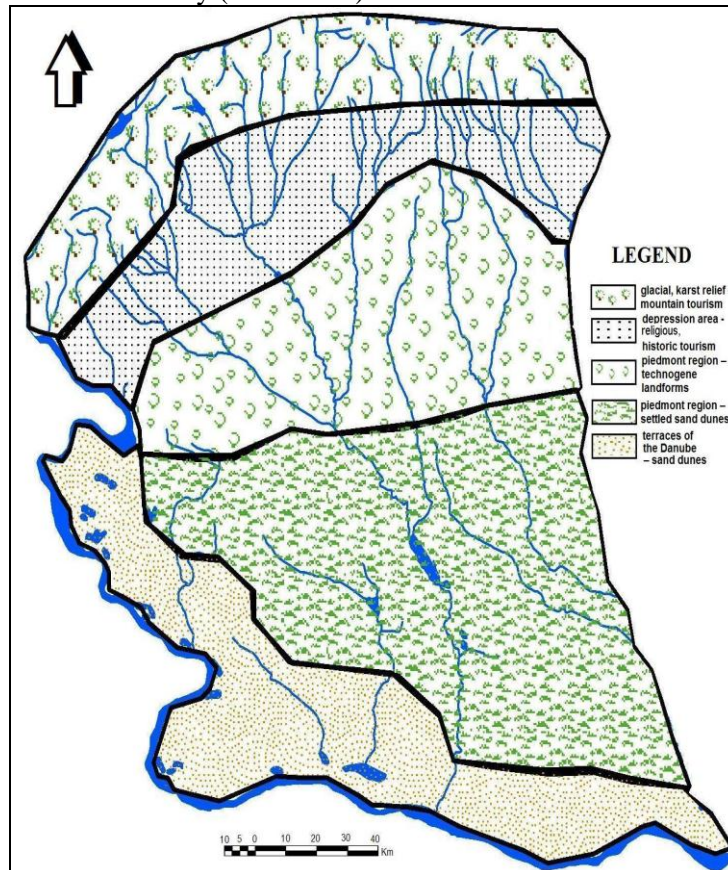 LEGEND
glacial, karst relief
mountain tourism
depression area -
religious,
historic tourism
piedmont region –
technogene
landforms
piedmont region –
settled sand dunes
terraces of
the Danube
– sand dunes
10 5 0 10 20 30 40
Km